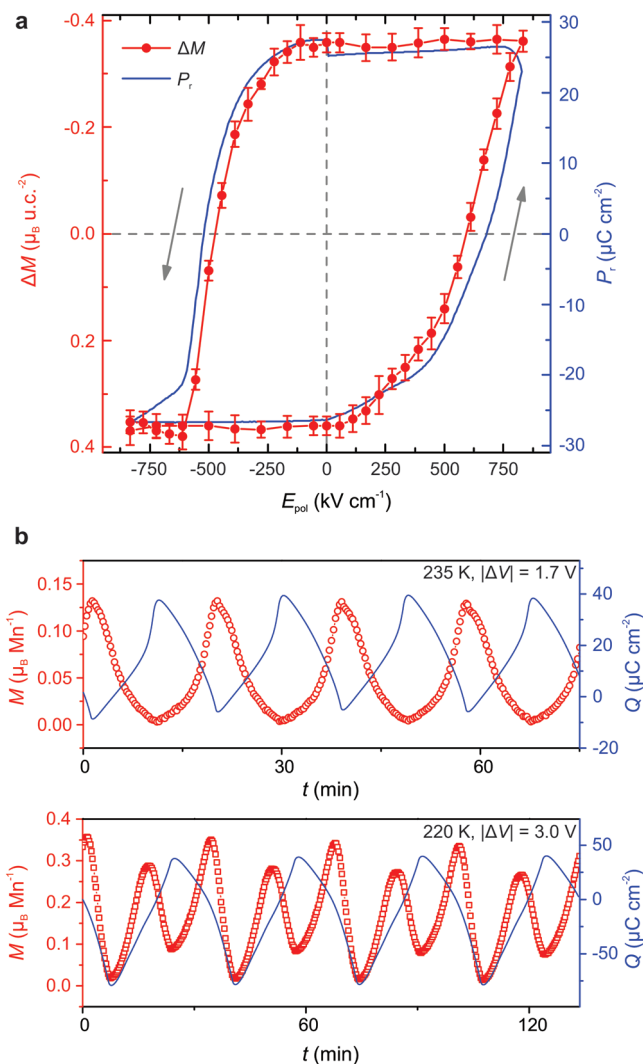 a
-0.4
-0.2
0.0
0.2
0.4
ΔM (μB u.c.⁻²)
ΔM
Pr
30
20
10
0
-10
-20
-30
Pr (μC cm⁻²)
-750 -500 -250 0 250 500 750
Epol (kV cm⁻¹)
b
235 K, |ΔV| = 1.7 V
0.15
0.10
0.05
0.00
M (μB Mn⁻¹)
40
20
0
-20
Q (μC cm⁻²)
0 30 60
t (min)
220 K, |ΔV| = 3.0 V
0.4
0.3
0.2
0.1
0.0
M (μB Mn⁻¹)
50
0
-50
Q (μC cm⁻²)
0 60 120
t (min)